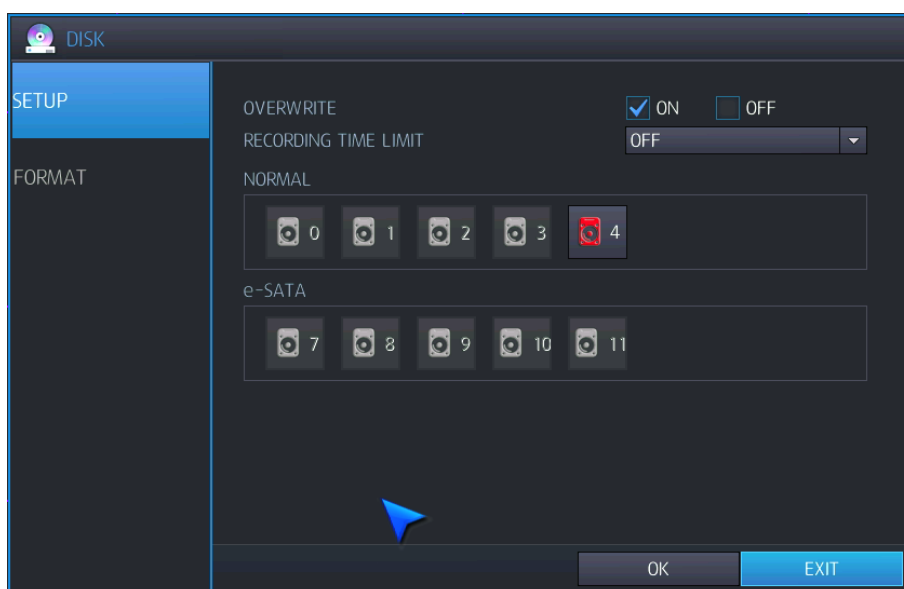 DISK
SETUP
FORMAT
OVERWRITE ON OFF
RECORDING TIME LIMIT OFF
NORMAL
0 1 2 3 4
e-SATA
7 8 9 10 11
OK EXIT